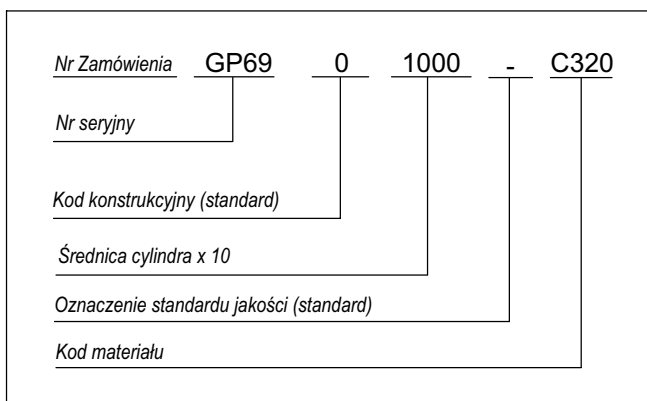 Nr Zamówienia GP69 0 1000 - C320
Nr seryjny
Kod konstrukcyjny (standard)
Średnica cylindra x 10
Oznaczenie standardu jakości (standard)
Kod materiału